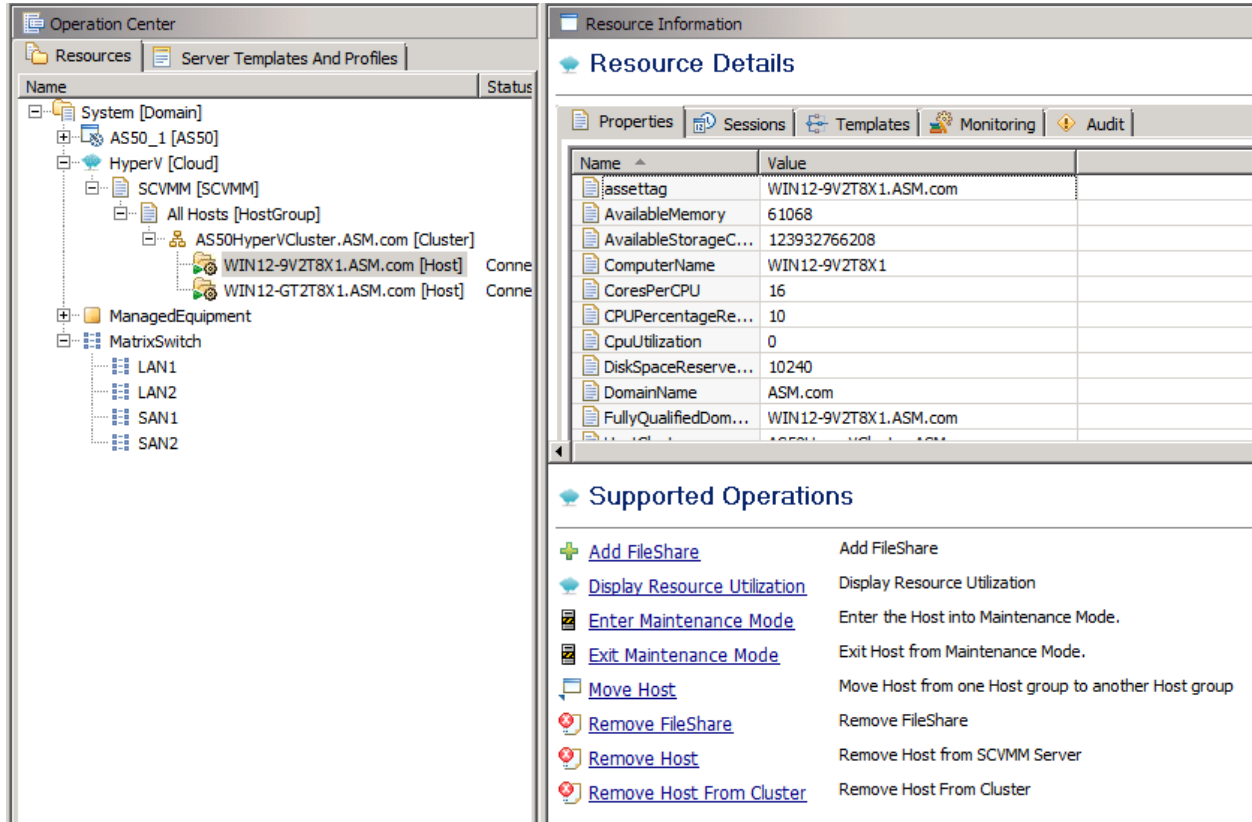 Operation Center
Resources Server Templates And Profiles
Name Status
System [Domain]
AS50_1 [AS50]
HyperV [Cloud]
SCVMM [SCVMM]
All Hosts [HostGroup]
AS50HyperVCluster.ASM.com [Cluster]
WIN12-9V2T8X1.ASM.com [Host] Conne
WIN12-GT2T8X1.ASM.com [Host] Conne
ManagedEquipment
MatrixSwitch
LAN1
LAN2
SAN1
SAN2
Resource Information
Resource Details
Properties Sessions Templates Monitoring Audit
Name Value
assettag WIN12-9V2T8X1.ASM.com
AvailableMemory 61068
AvailableStorageC... 123932766208
ComputerName WIN12-9V2T8X1
CoresPerCPU 16
CPUPercentageRe... 10
CpuUtilization 0
DiskSpaceReserve... 10240
DomainName ASM.com
FullyQualifiedDom... WIN12-9V2T8X1.ASM.com
Supported Operations
Add FileShare Add FileShare
Display Resource Utilization Display Resource Utilization
Enter Maintenance Mode Enter the Host into Maintenance Mode.
Exit Maintenance Mode Exit Host from Maintenance Mode.
Move Host Move Host from one Host group to another Host group
Remove FileShare Remove FileShare
Remove Host Remove Host from SCVMM Server
Remove Host From Cluster Remove Host From Cluster